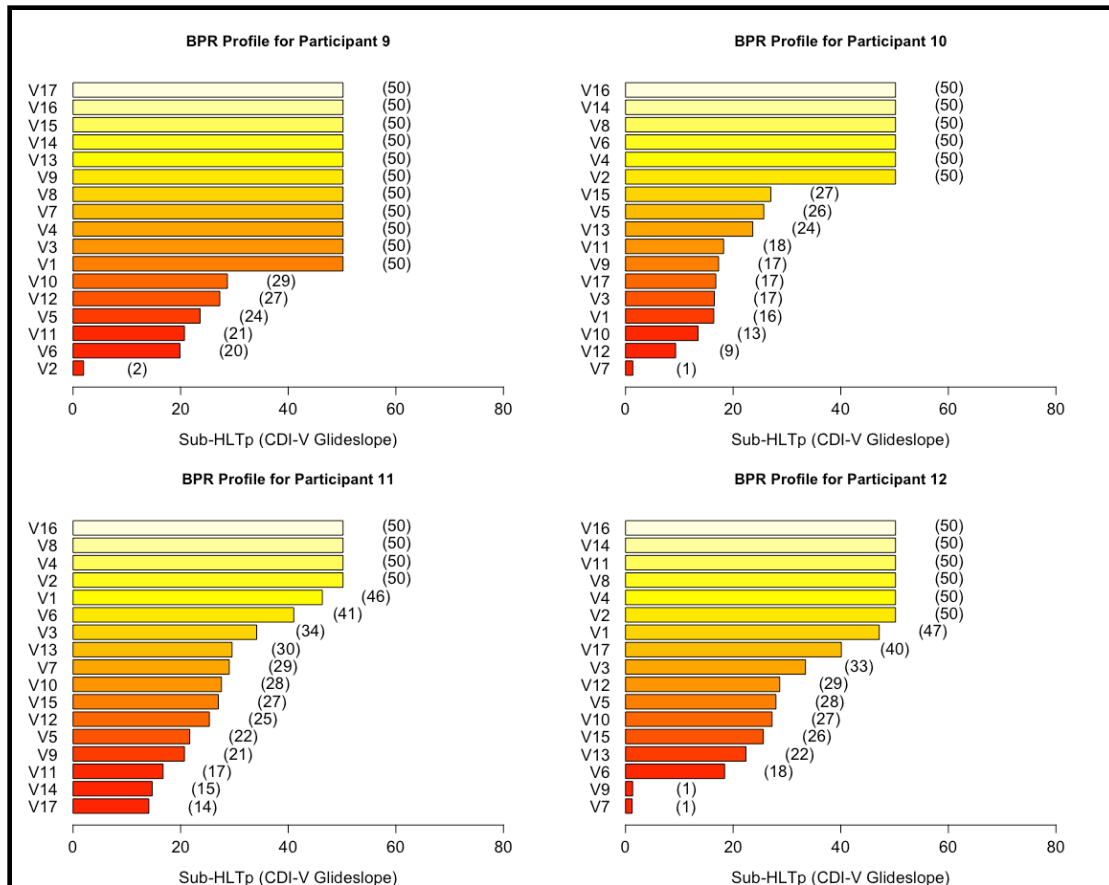 BPR Profile for Participant 9
V17 (50)
V16 (50)
V15 (50)
V14 (50)
V13 (50)
V9 (50)
V8 (50)
V7 (50)
V4 (50)
V3 (50)
V1 (50)
V10 (29)
V12 (27)
V5 (24)
V11 (21)
V6 (20)
V2 (2)
0 20 40 60 80
Sub-HLTp (CDI-V Glideslope)
BPR Profile for Participant 10
V16 (50)
V14 (50)
V8 (50)
V6 (50)
V4 (50)
V2 (50)
V15 (27)
V5 (26)
V13 (24)
V11 (18)
V9 (17)
V17 (17)
V3 (17)
V1 (16)
V10 (13)
V12 (9)
V7 (1)
0 20 40 60 80
Sub-HLTp (CDI-V Glideslope)
BPR Profile for Participant 11
V16 (50)
V8 (50)
V4 (50)
V2 (50)
V1 (46)
V6 (41)
V3 (34)
V13 (30)
V7 (29)
V10 (28)
V15 (27)
V12 (25)
V5 (22)
V9 (21)
V11 (17)
V14 (15)
V17 (14)
0 20 40 60 80
Sub-HLTp (CDI-V Glideslope)
BPR Profile for Participant 12
V16 (50)
V14 (50)
V11 (50)
V8 (50)
V4 (50)
V2 (50)
V1 (47)
V17 (40)
V3 (33)
V12 (29)
V5 (28)
V10 (27)
V15 (26)
V13 (22)
V6 (18)
V9 (1)
V7 (1)
0 20 40 60 80
Sub-HLTp (CDI-V Glideslope)